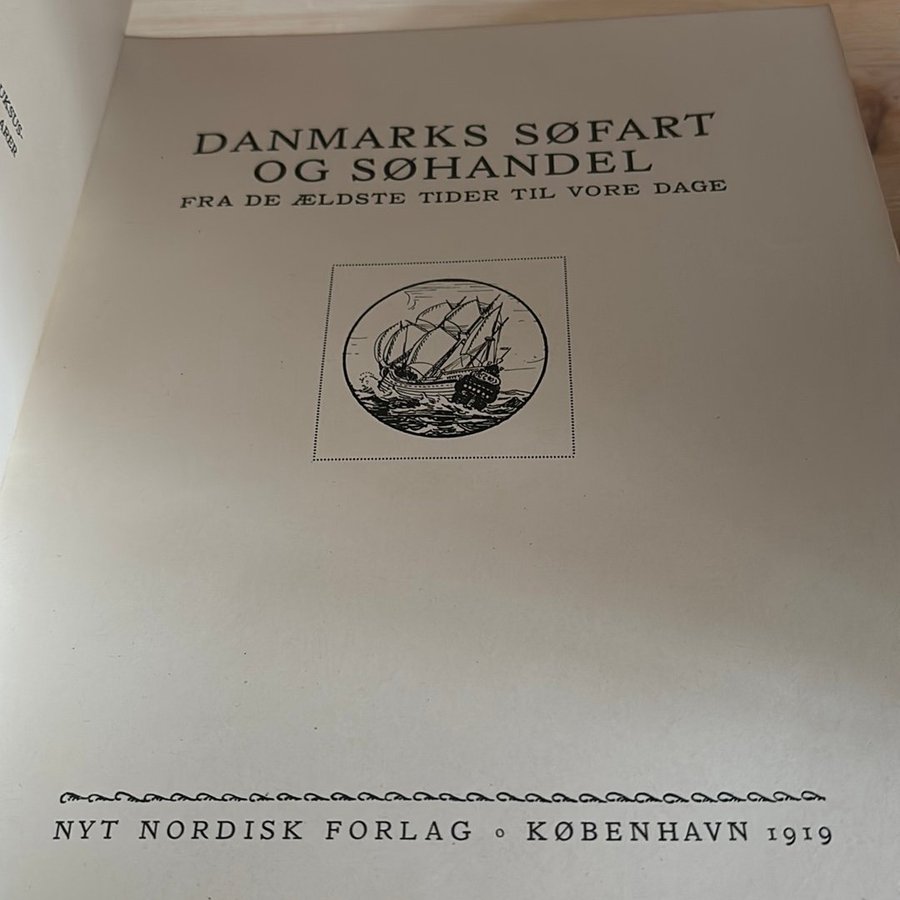 DANMARKS SØFART
OG SØHANDEL
FRA DE ÆLDSTE TIDER TIL VORE DAGE
NYT NORDISK FORLAG o KØBENHAVN 1919